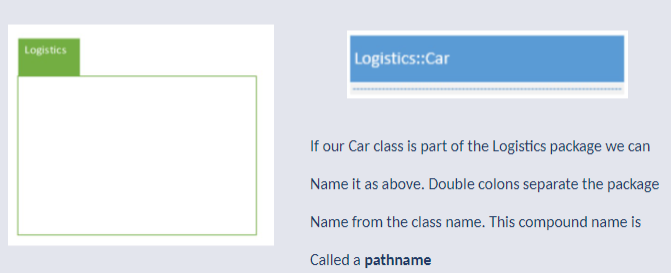 Logistics
Logistics::Car
If our Car class is part of the Logistics package we can
Name it as above. Double colons separate the package
Name from the class name. This compound name is
Called a pathname